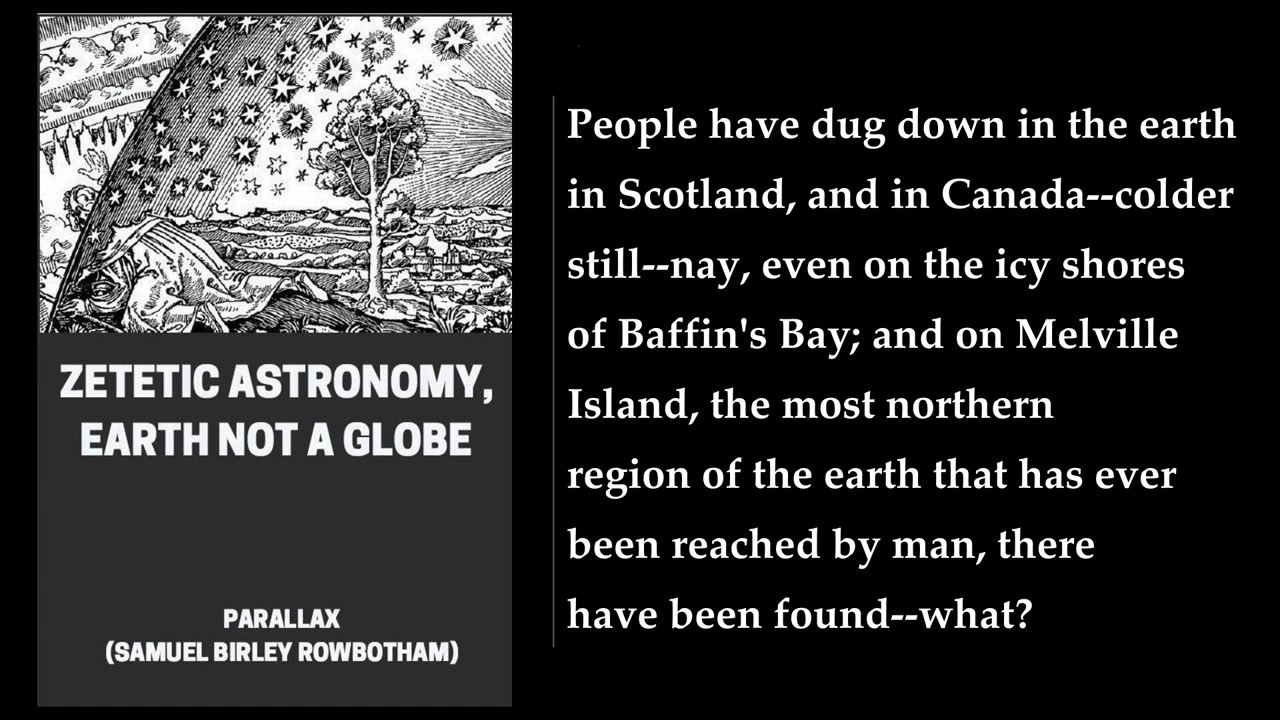 ZETETIC ASTRONOMY,
EARTH NOT A GLOBE
PARALLAX
(SAMUEL BIRLEY ROWBOTHAM)
People have dug down in the earth
in Scotland, and in Canada--colder
still--nay, even on the icy shores
of Baffin's Bay; and on Melville
Island, the most northern
region of the earth that has ever
been reached by man, there
have been found--what?